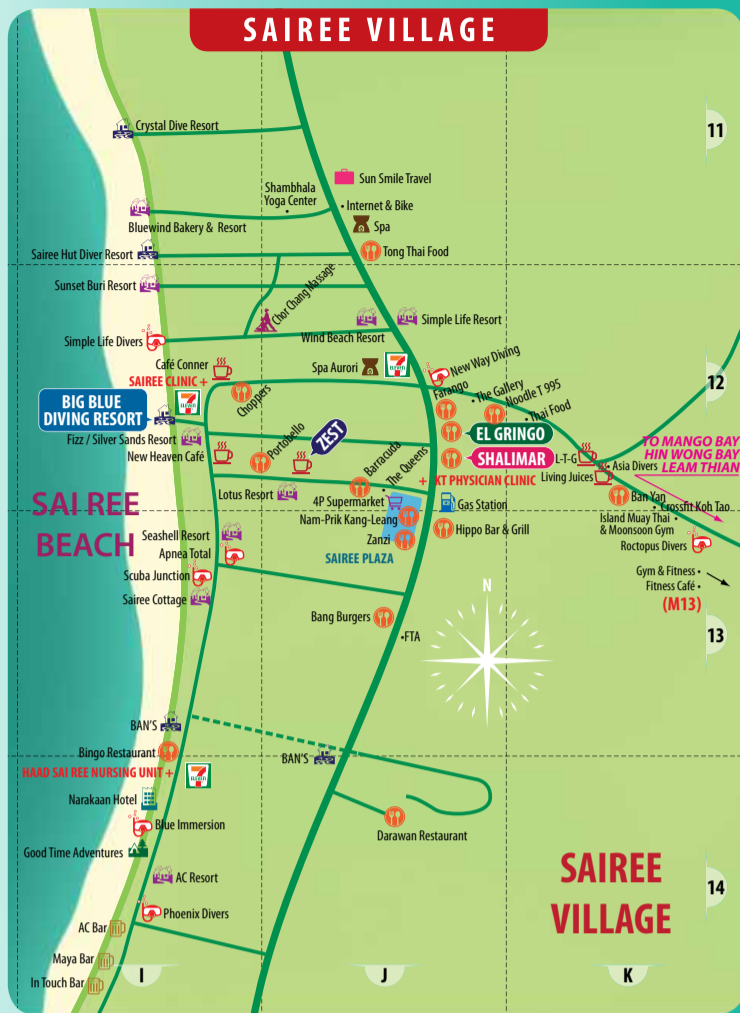 SAIREE VILLAGE
Crystal Dive Resort
11
Sun Smile Travel
Shambhala
Yoga Center
• Internet & Bike
Bluewind Bakery & Resort
Spa
Sairee Hut Diver Resort
Tong Thai Food
Sunset Buri Resort
Chor Chang Massage
Simple Life Resort
Simple Life Divers
Wind Beach Resort
Café Conner
SAIREE CLINIC +
Spa Aurori
7 ELEVEN
New Way Diving
12
Choppers
Farango
• The Gallery
Noodle T 995
• Thai Food
BIG BLUE
DIVING RESORT
7 ELEVEN
EL GRINGO
Fizz / Silver Sands Resort
New Heaven Café
Portobello
ZEST
Barracuda
• The Queens
SHALIMAR
L-T-G
• Asia Divers
Living Juices
TO MANGO BAY
HIN WONG BAY
LEAM THIAN
+ KT PHYSICIAN CLINIC
Lotus Resort
4P Supermarket
Gas Station
Ban Yan
• Crossfit Koh Tao
SAI REE
BEACH
Nam-Prik Kang-Leang
Zanzi
Hippo Bar & Grill
Island Muay Thai •
& Moonsoon Gym
Roctopus Divers
Seashell Resort
Apnea Total
SAIREE PLAZA
Scuba Junction
Sairee Cottage
Gym & Fitness •
Fitness Café •
(M13)
N
Bang Burgers
• FTA
13
BAN'S
Bingo Restaurant
BAN'S
HAAD SAI REE NURSING UNIT +
7 ELEVEN
Narakaan Hotel
Blue Immersion
Darawan Restaurant
Good Time Adventures
AC Resort
SAIREE
VILLAGE
14
Phoenix Divers
AC Bar
Maya Bar
In Touch Bar
I
J
K